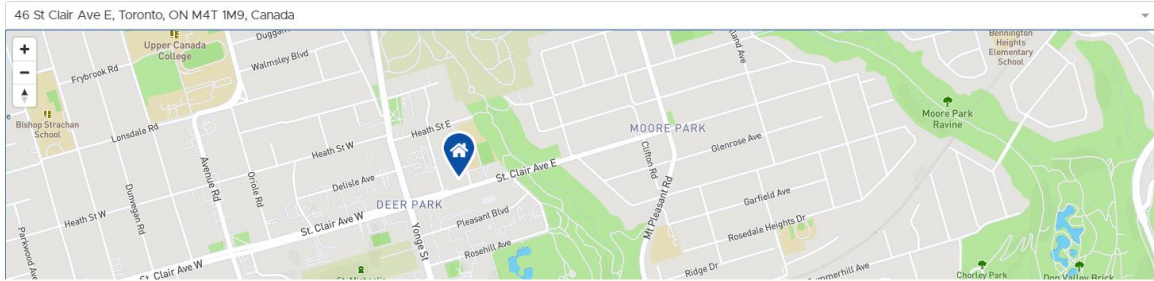 46 St Clair Ave E, Toronto, ON M4T 1M9, Canada
Upper Canada
College
Walmsley Blvd
Frybrook Rd
Bishop Strachan
School
Lonsdale Rd
Heath St E
Heath St W
Avenue Rd
Oriole Rd
Dunvegan Rd
Delisle Ave
Heath St W
Parkwood Ave
DEER PARK
St. Clair Ave E
St. Clair Ave W
St. Clair Ave W
Yonge St
Pleasant Blvd
Rosehill Ave
MOORE PARK
Clifton Rd
Glenrose Ave
Mt Pleasant Rd
Garfield Ave
Rosedale Heights Dr
Ridge Dr
Bennington
Heights
Elementary
School
Moore Park
Ravine
Chorley Park
Don Valley Brick